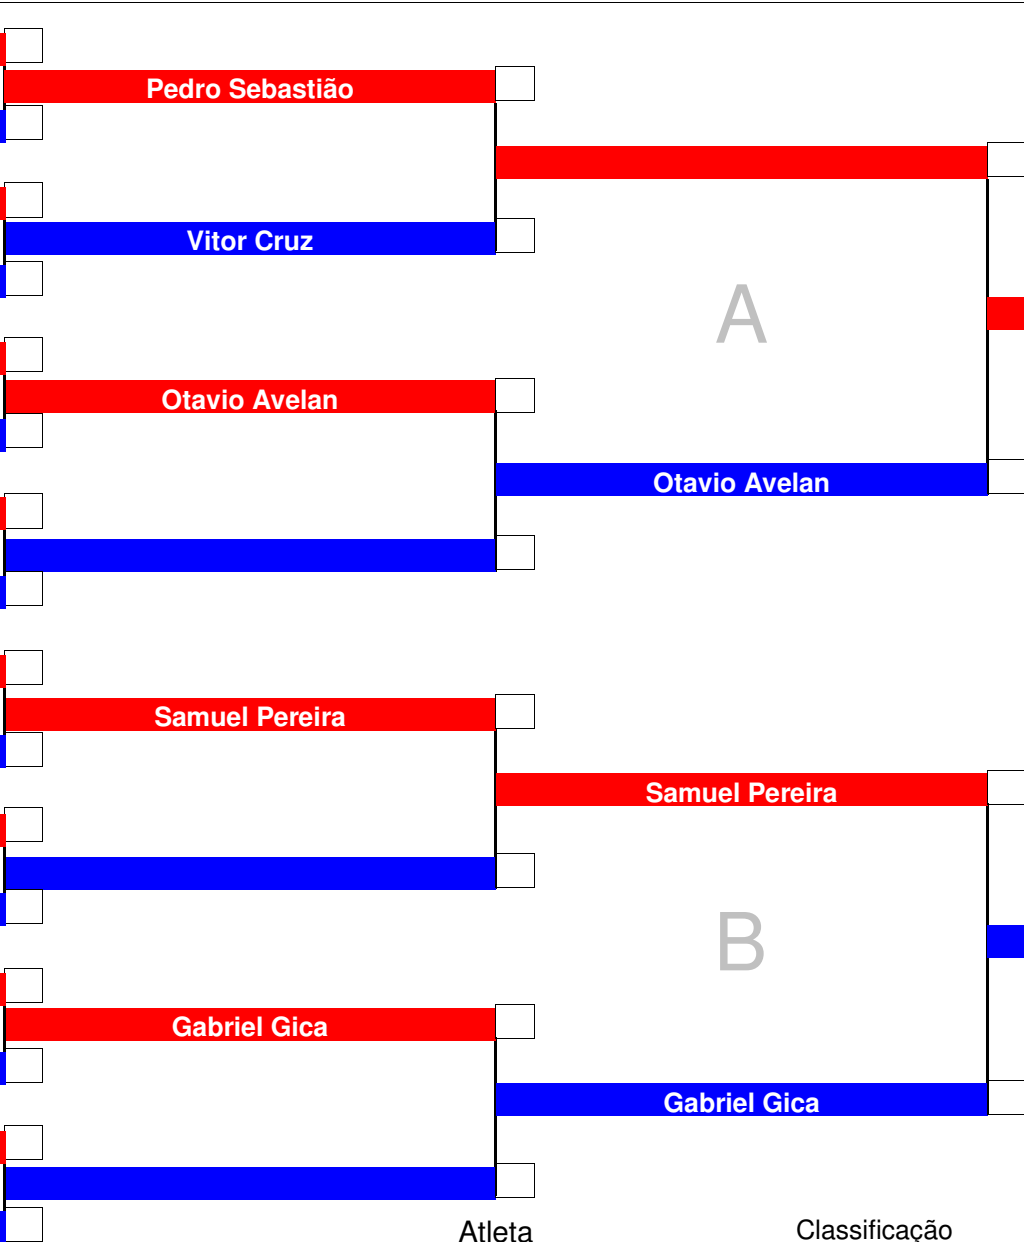 Pedro Sebastião
Vitor Cruz
A
Otavio Avelan
Otavio Avelan
Samuel Pereira
Samuel Pereira
B
Gabriel Gica
Gabriel Gica
Atleta
Classificação